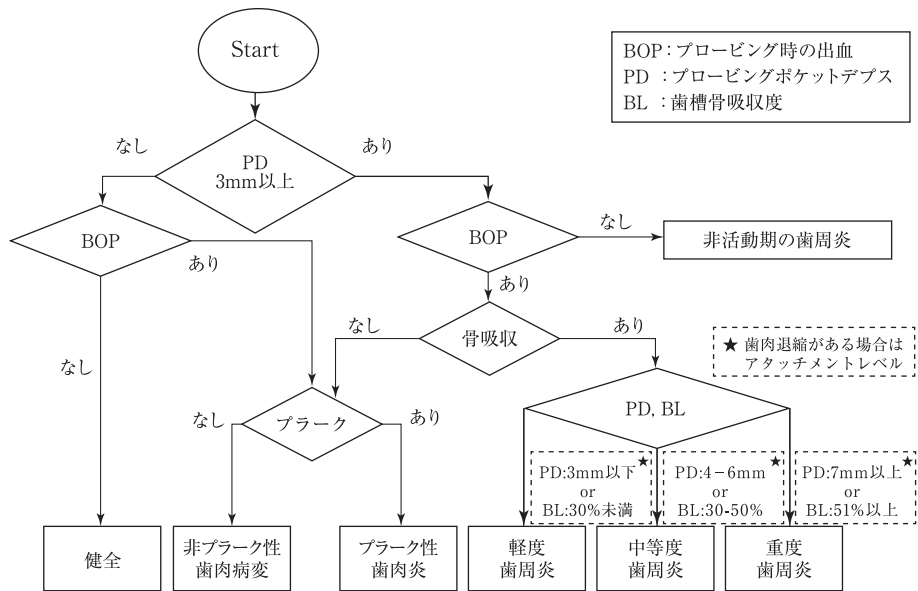 Start
BOP：プロービング時の出血
PD ：プロービングポケットデプス
BL ：歯槽骨吸収度
なし
あり
PD
3mm以上
BOP
あり
なし
BOP
なし
非活動期の歯周炎
あり
骨吸収
なし
あり
★ 歯肉退縮がある場合は
アタッチメントレベル
プラーク
なし
あり
PD, BL
PD:3mm以下★
or
BL:30%未満
PD:4－6mm★
or
BL:30-50%
PD:7mm以上★
or
BL:51%以上
健全
非プラーク性
歯肉病変
プラーク性
歯肉炎
軽度
歯周炎
中等度
歯周炎
重度
歯周炎